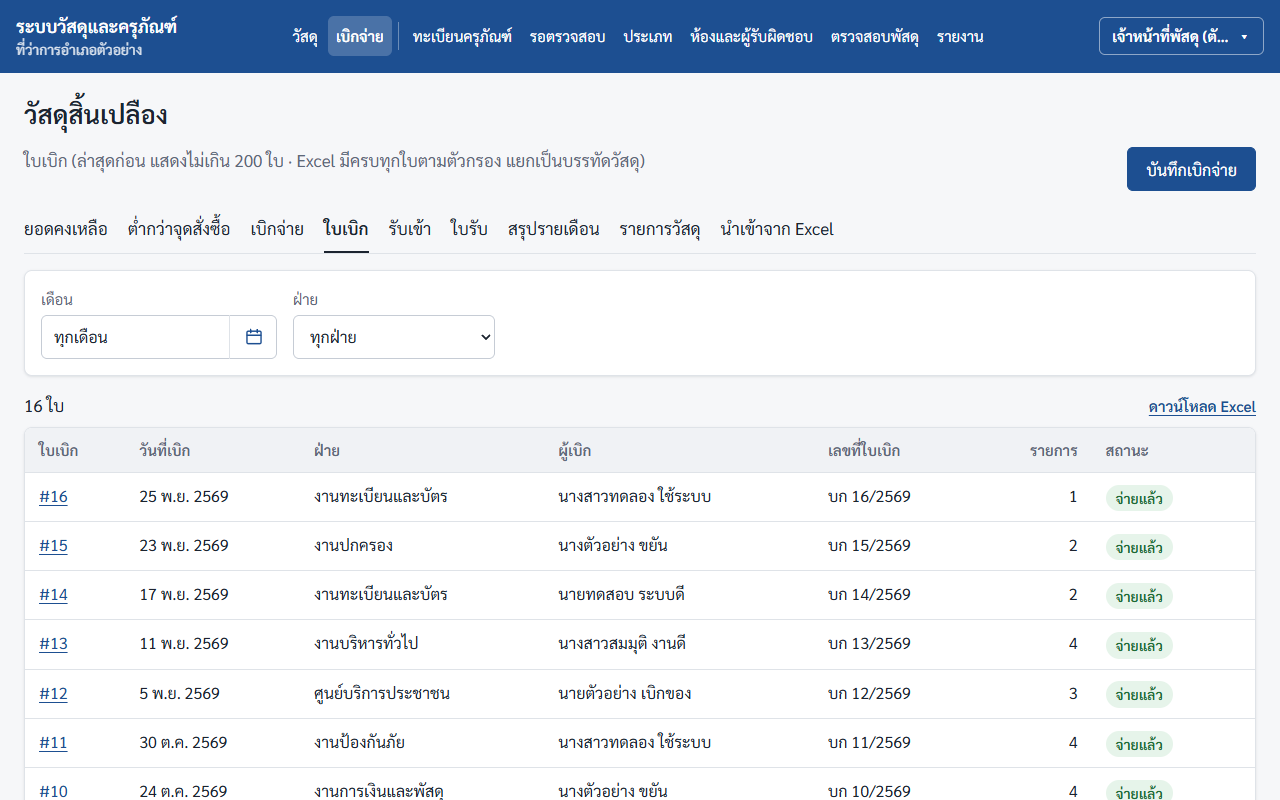 ระบบวัสดุและครุภัณฑ์
ที่ว่าการอำเภอตัวอย่าง
วัสดุ เบิกจ่าย ทะเบียนครุภัณฑ์ รอตรวจสอบ ประเภท ห้องและผู้รับผิดชอบ ตรวจสอบพัสดุ รายงาน
เจ้าหน้าที่พัสดุ (ตั...
วัสดุสิ้นเปลือง
ใบเบิก (ล่าสุดก่อน แสดงไม่เกิน 200 ใบ · Excel มีครบทุกใบตามตัวกรอง แยกเป็นบรรทัดวัสดุ)
บันทึกเบิกจ่าย
ยอดคงเหลือ ต่ำกว่าจุดสั่งซื้อ เบิกจ่าย ใบเบิก รับเข้า ใบรับ สรุปรายเดือน รายการวัสดุ นำเข้าจาก Excel
เดือน ฝ่าย
ทุกเดือน ทุกฝ่าย
16 ใบ ดาวน์โหลด Excel
ใบเบิก วันที่เบิก ฝ่าย ผู้เบิก เลขที่ใบเบิก รายการ สถานะ
#16 25 พ.ย. 2569 งานทะเบียนและบัตร นางสาวทดลอง ใช้ระบบ บก 16/2569 1 จ่ายแล้ว
#15 23 พ.ย. 2569 งานปกครอง นางตัวอย่าง ขยัน บก 15/2569 2 จ่ายแล้ว
#14 17 พ.ย. 2569 งานทะเบียนและบัตร นายทดสอบ ระบบดี บก 14/2569 2 จ่ายแล้ว
#13 11 พ.ย. 2569 งานบริหารทั่วไป นางสาวสมมุติ งานดี บก 13/2569 4 จ่ายแล้ว
#12 5 พ.ย. 2569 ศูนย์บริการประชาชน นายตัวอย่าง เบิกของ บก 12/2569 3 จ่ายแล้ว
#11 30 ต.ค. 2569 งานป้องกันภัย นางสาวทดลอง ใช้ระบบ บก 11/2569 4 จ่ายแล้ว
#10 24 ต.ค. 2569 งานการเงินและพัสดุ นางตัวอย่าง ขยัน บก 10/2569 4 จ่ายแล้ว